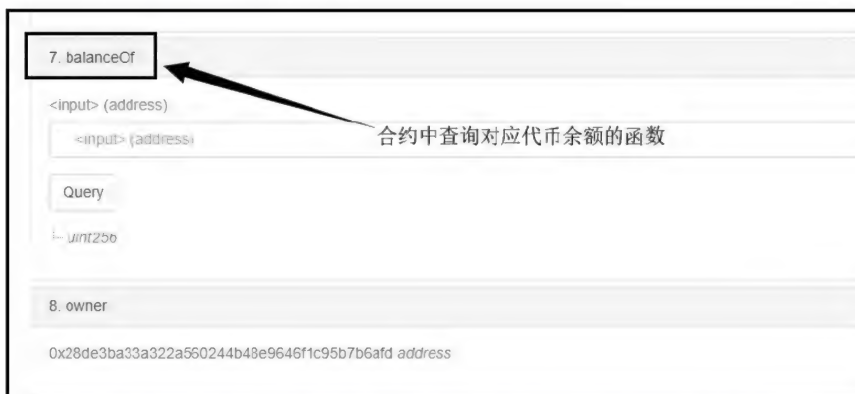 7. balanceOf
<input> (address)
<input> (address)
合约中查询对应代币余额的函数
Query
uint256
8. owner
0x28de3ba33a322a560244b48e9646f1c95b7b6afd address